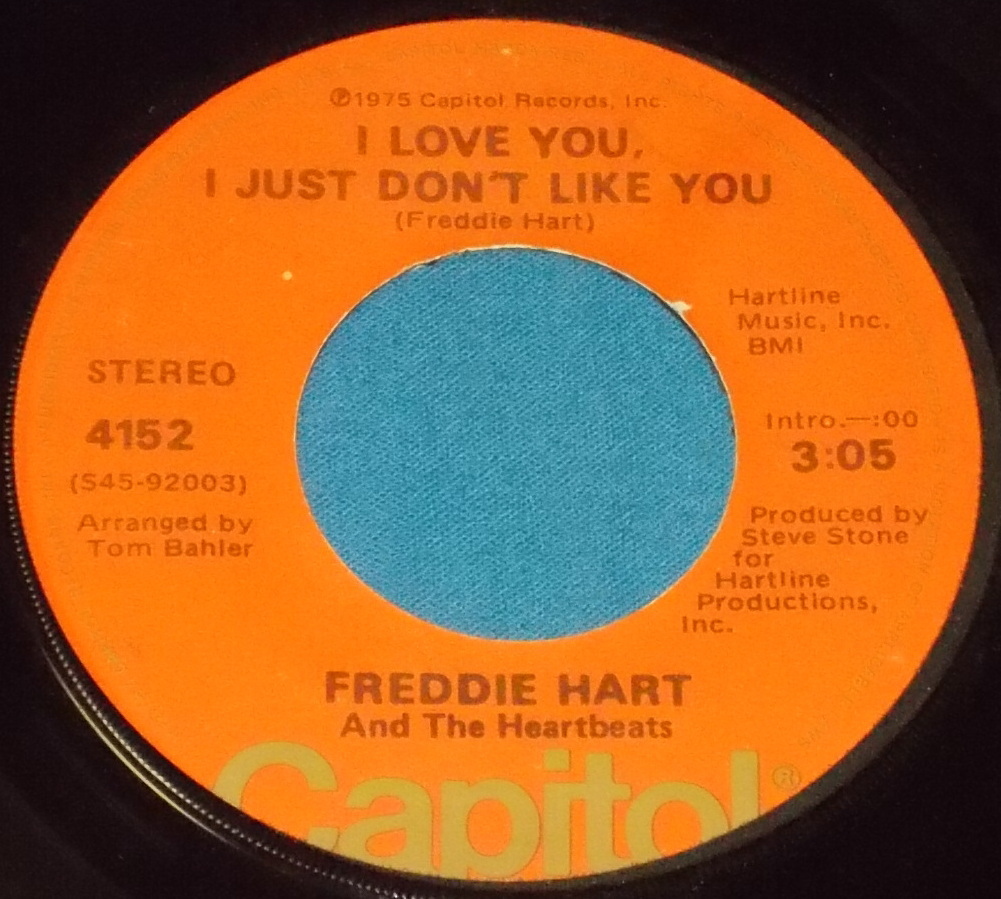 ℗1975 Capitol Records, Inc.
I LOVE YOU,
I JUST DON'T LIKE YOU
(Freddie Hart)
Hartline
Music, Inc.
BMI
STEREO
4152
(S45-92003)
Arranged by
Tom Bahler
Intro.—:00
3:05
Produced by
Steve Stone
for
Hartline
Productions,
Inc.
FREDDIE HART
And The Heartbeats
Capitol®